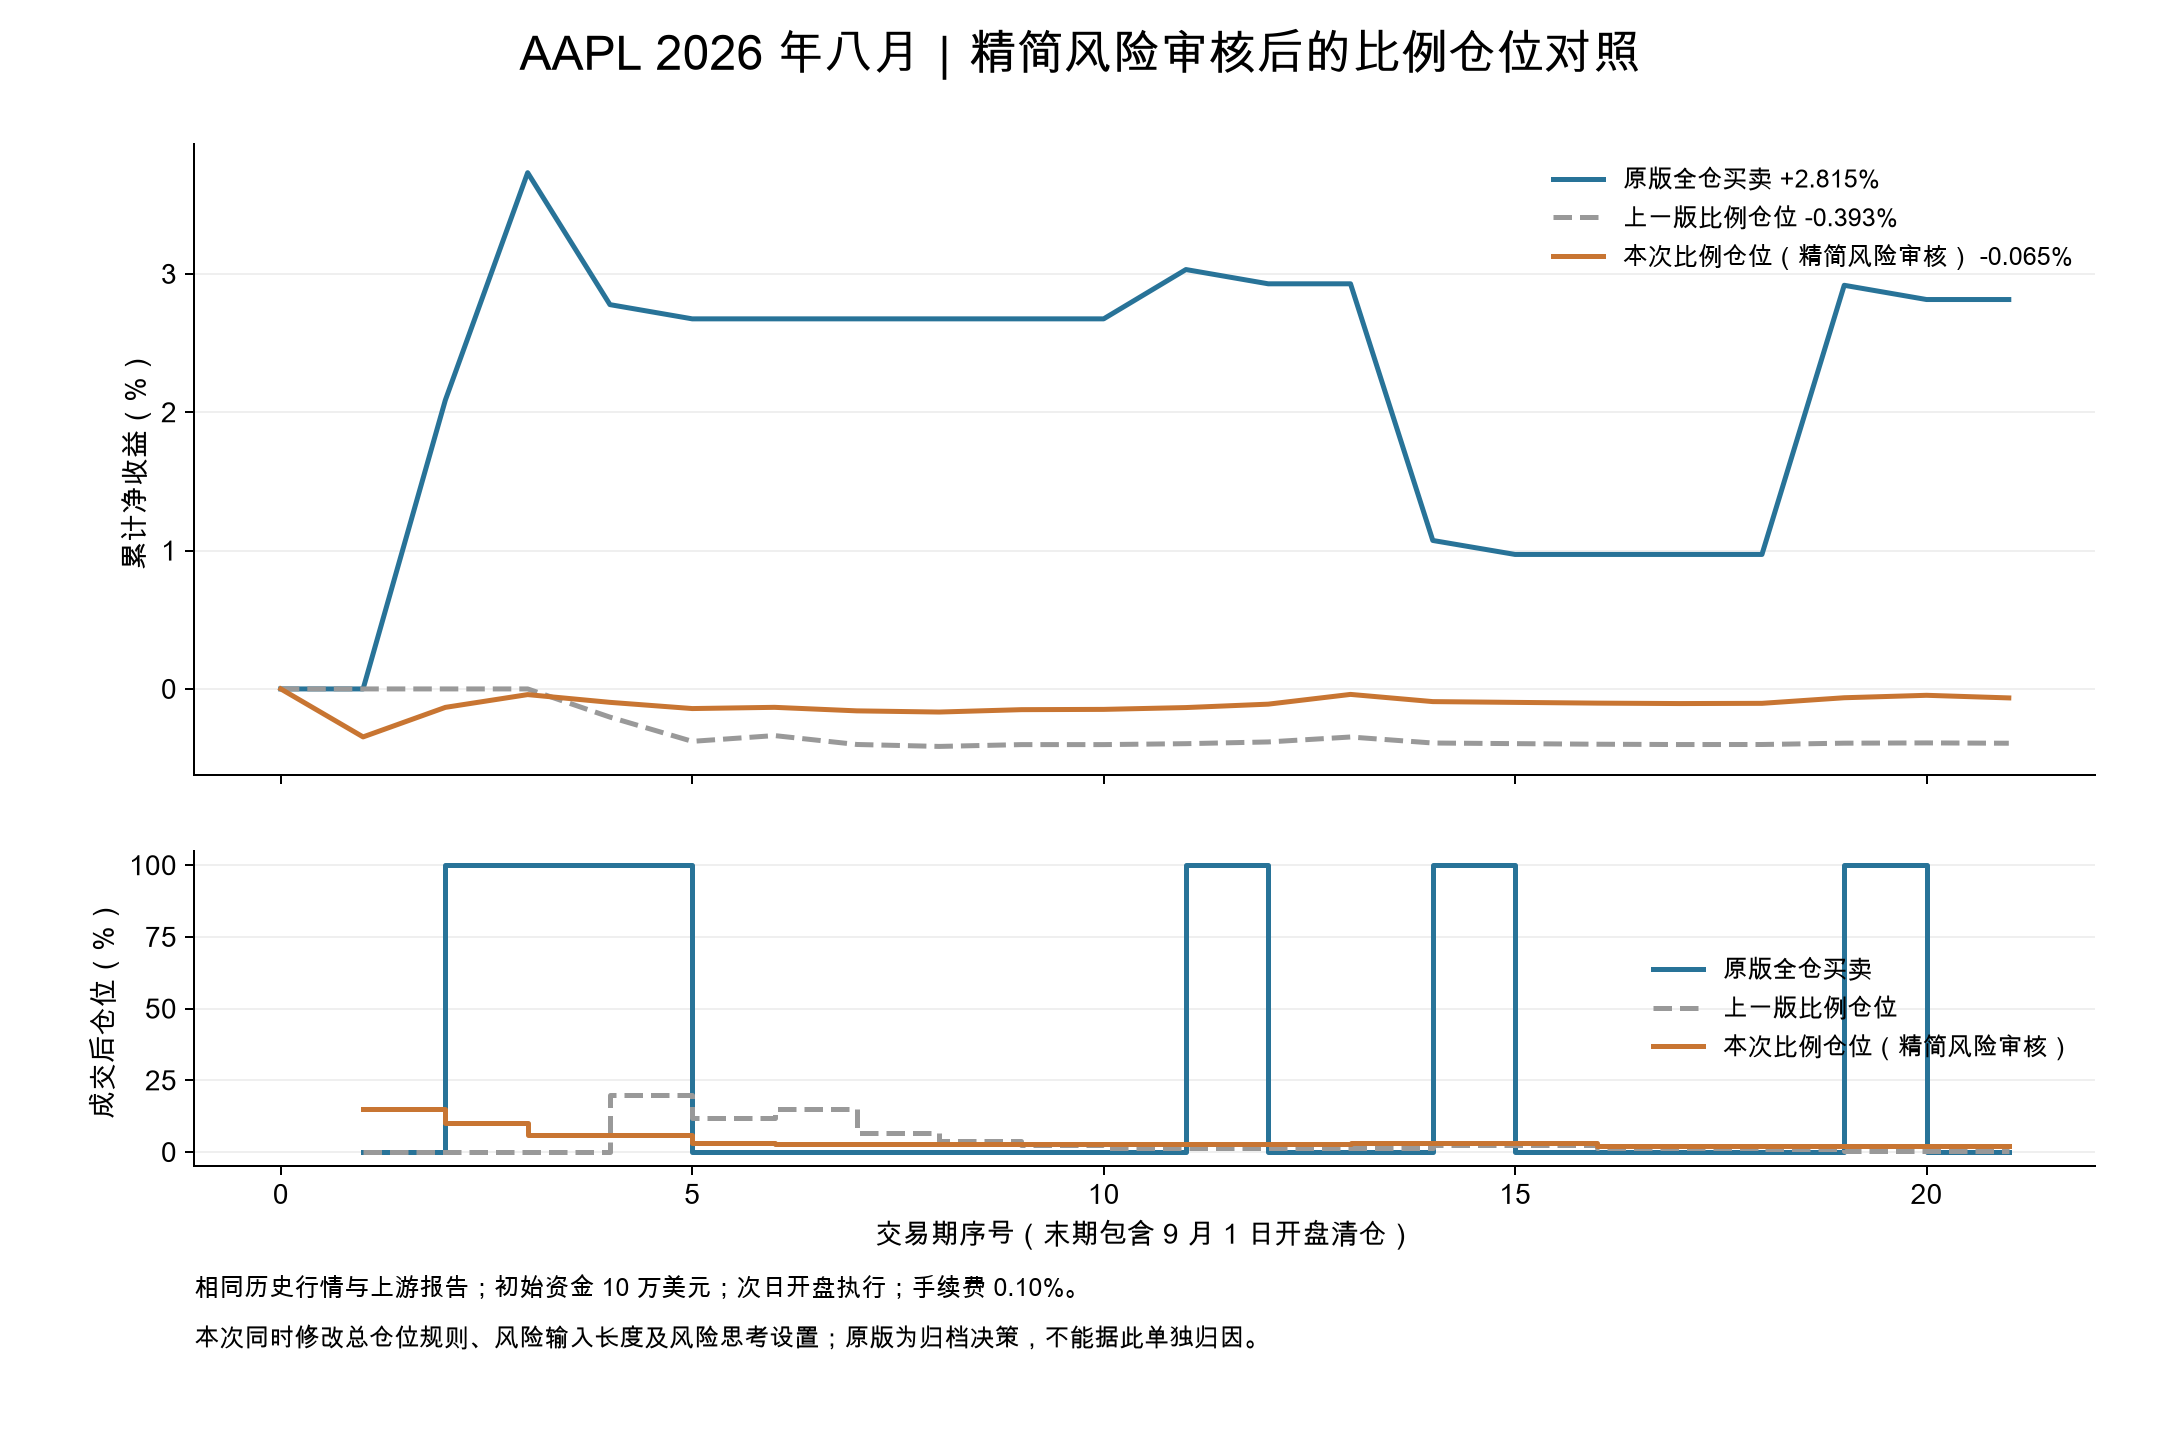 AAPL 2026 年八月 | 精简风险审核后的比例仓位对照
原版全仓买卖 +2.815%
上一版比例仓位 -0.393%
本次比例仓位（精简风险审核） -0.065%
累计净收益（%）
3
2
1
0
成交后仓位（%）
100
75
50
25
0
原版全仓买卖
上一版比例仓位
本次比例仓位（精简风险审核）
0 5 10 15 20
交易期序号（末期包含 9 月 1 日开盘清仓）
相同历史行情与上游报告；初始资金 10 万美元；次日开盘执行；手续费 0.10%。
本次同时修改总仓位规则、风险输入长度及风险思考设置；原版为归档决策，不能据此单独归因。